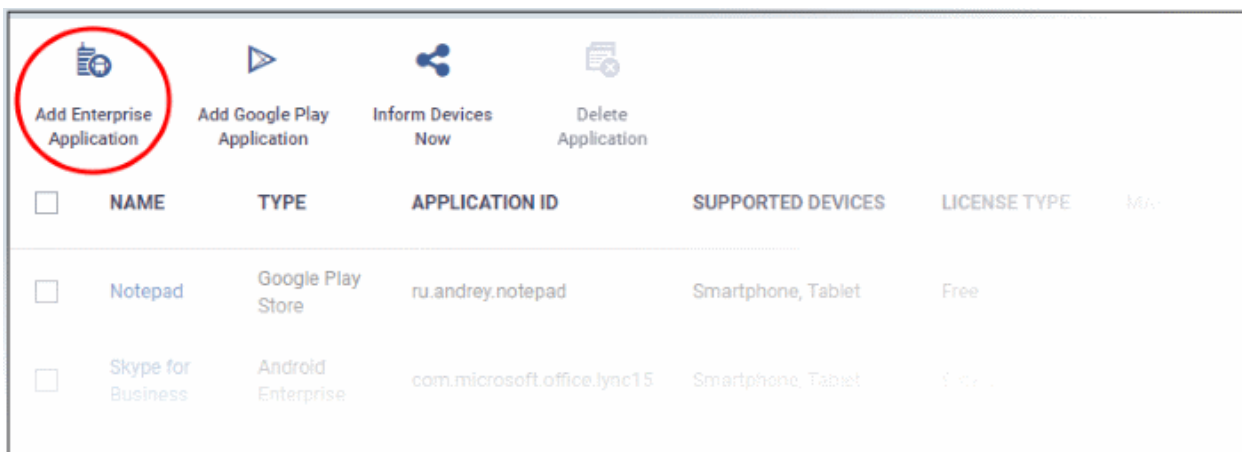 Add Enterprise Application
Add Google Play Application
Inform Devices Now
Delete Application
NAME TYPE APPLICATION ID SUPPORTED DEVICES LICENSE TYPE
Notepad Google Play Store ru.andrey.notepad Smartphone, Tablet Free
Skype for Business Android Enterprise com.microsoft.office.lync15 Smartphone, Tablet